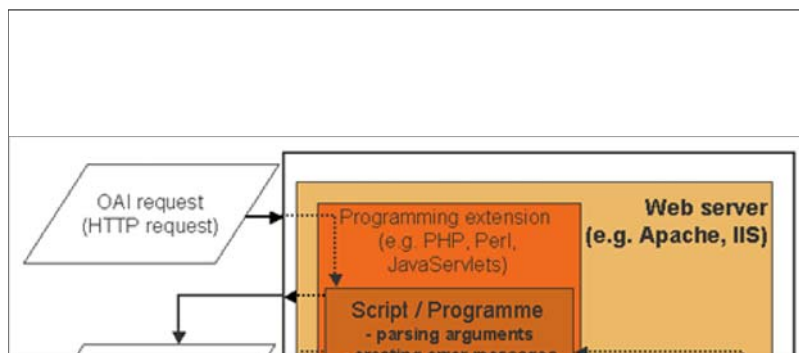 OAI request
(HTTP request)
Programming extension
(e.g. PHP, Perl,
JavaServlets)
Web server
(e.g. Apache, IIS)
Script / Programme
- parsing arguments